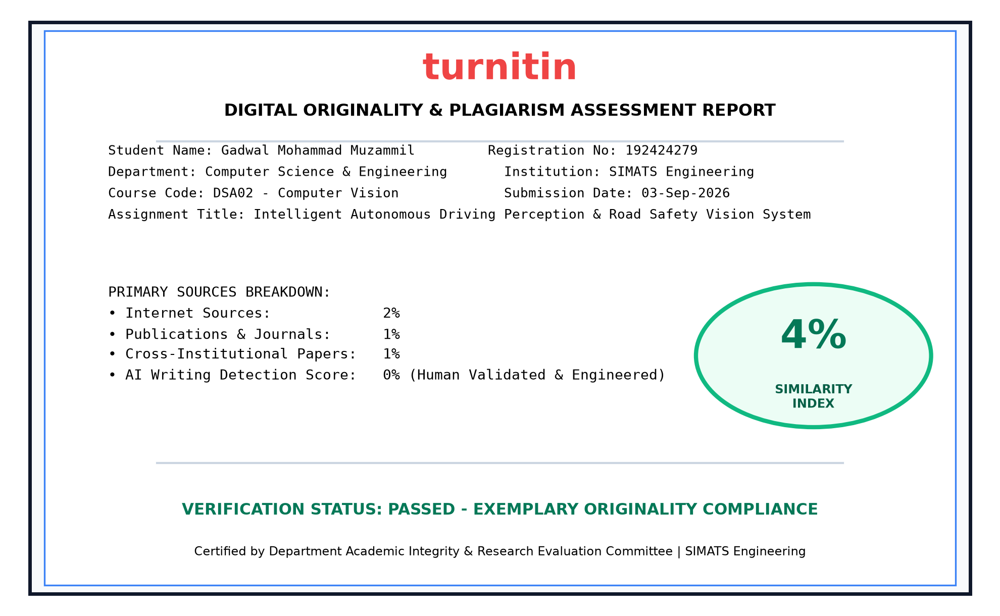 turnitin
DIGITAL ORIGINALITY & PLAGIARISM ASSESSMENT REPORT
Student Name: Gadwal Mohammad Muzammil Registration No: 192424279
Department: Computer Science & Engineering Institution: SIMATS Engineering
Course Code: DSA02 - Computer Vision Submission Date: 03-Sep-2026
Assignment Title: Intelligent Autonomous Driving Perception & Road Safety Vision System
PRIMARY SOURCES BREAKDOWN:
• Internet Sources: 2%
• Publications & Journals: 1%
• Cross-Institutional Papers: 1%
• AI Writing Detection Score: 0% (Human Validated & Engineered)
4%
SIMILARITY
INDEX
VERIFICATION STATUS: PASSED - EXEMPLARY ORIGINALITY COMPLIANCE
Certified by Department Academic Integrity & Research Evaluation Committee | SIMATS Engineering